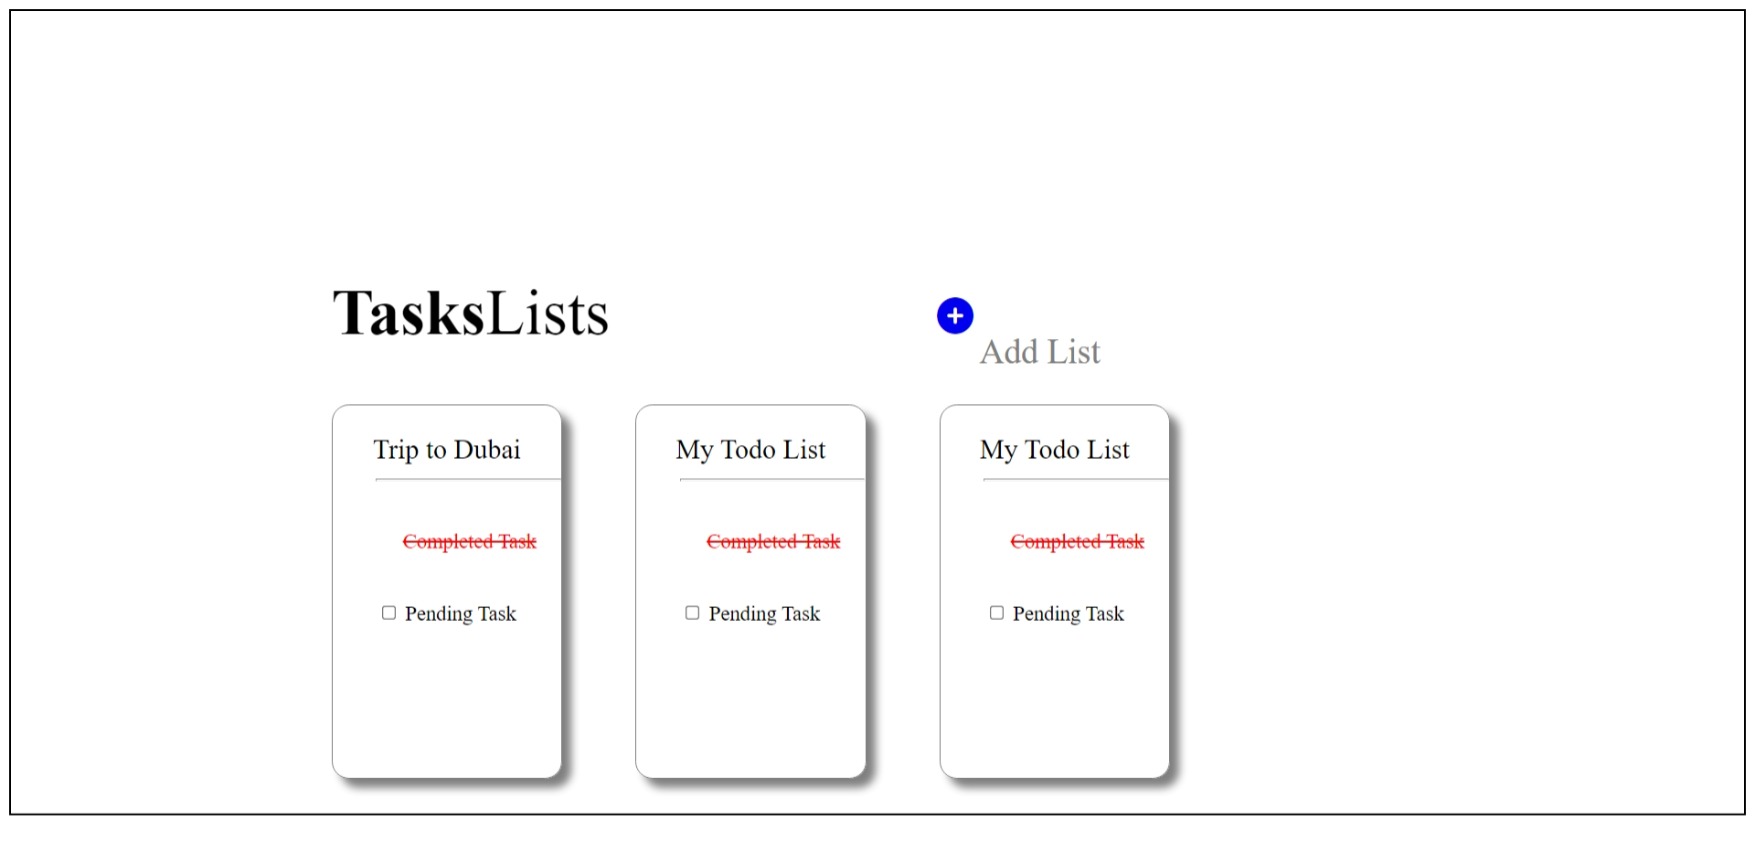 TasksLists
Add List
Trip to Dubai
Completed Task
Pending Task
My Todo List
Completed Task
Pending Task
My Todo List
Completed Task
Pending Task